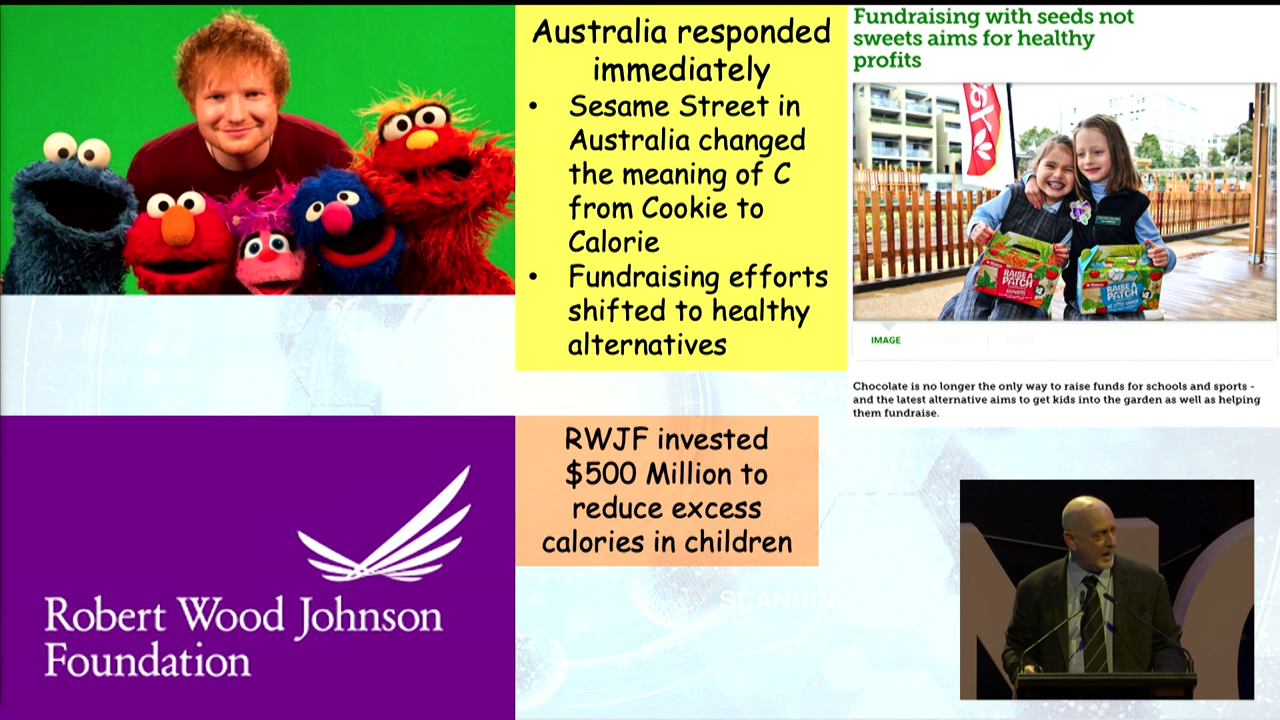 Australia responded
immediately
• Sesame Street in
Australia changed
the meaning of C
from Cookie to
Calorie
• Fundraising efforts
shifted to healthy
alternatives
Fundraising with seeds not
sweets aims for healthy
profits
RAISE A
PATCH
RAISE A
PATCH
IMAGE
Chocolate is no longer the only way to raise funds for schools and sports -
and the latest alternative aims to get kids into the garden as well as helping
them fundraise.
RWJF invested
$500 Million to
reduce excess
calories in children
Robert Wood Johnson
Foundation
SCANNING